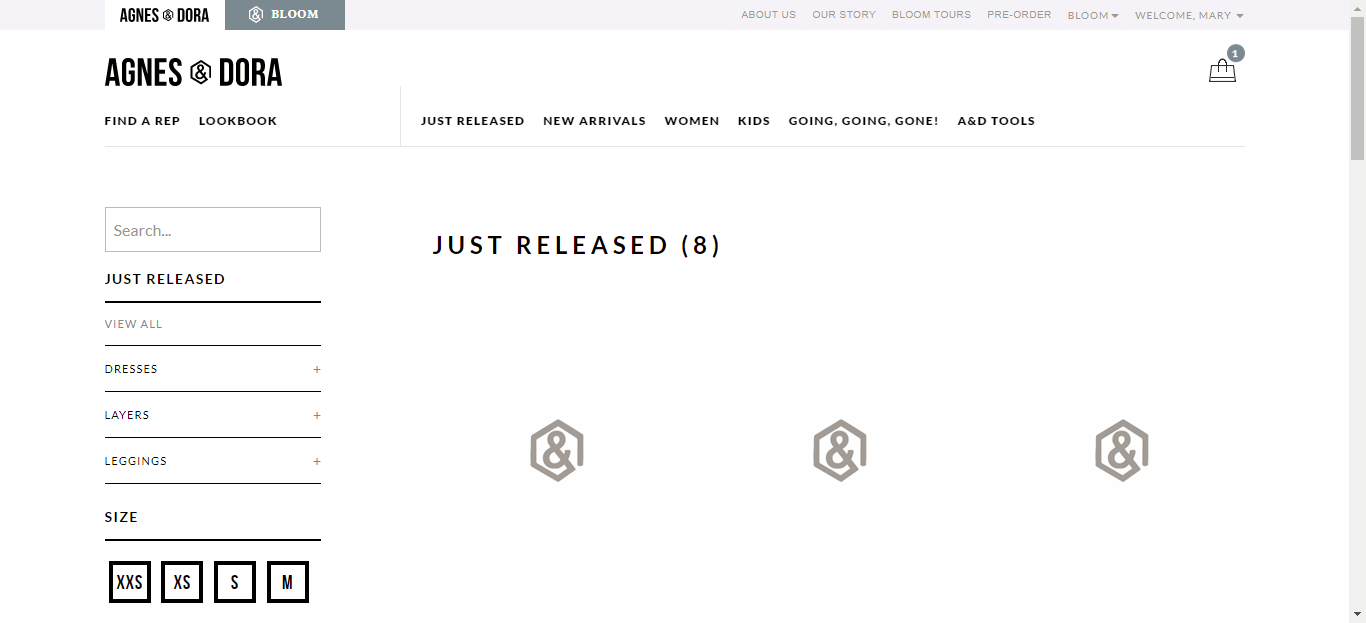 AGNES & DORA
& BLOOM
ABOUT US
OUR STORY
BLOOM TOURS
PRE-ORDER
BLOOM
WELCOME, MARY
AGNES & DORA
1
FIND A REP
LOOKBOOK
JUST RELEASED
NEW ARRIVALS
WOMEN
KIDS
GOING, GOING, GONE!
A&D TOOLS
Search...
JUST RELEASED (8)
JUST RELEASED
VIEW ALL
DRESSES +
LAYERS +
LEGGINGS +
&
&
&
SIZE
XXS
XS
S
M